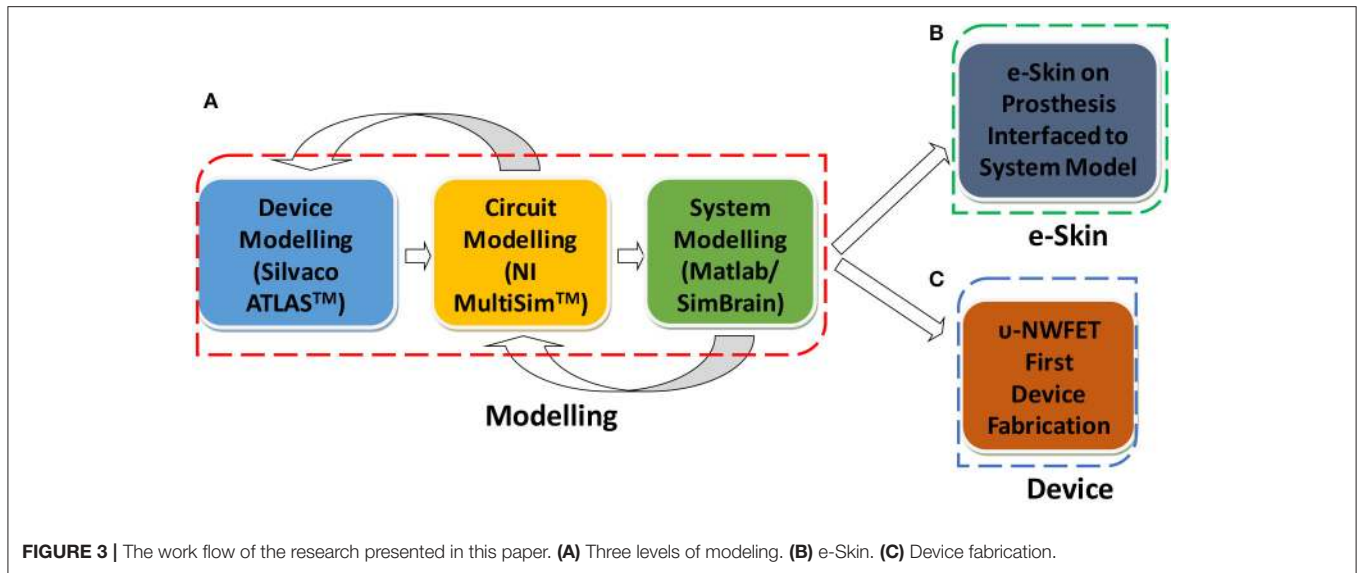 A
Device
Modelling
(Silvaco
ATLAS™)
Circuit
Modelling
(NI
MultiSim™)
System
Modelling
(Matlab/
SimBrain)
Modelling
B
e-Skin on
Prosthesis
Interfaced to
System Model
e-Skin
C
υ-NWFET
First
Device
Fabrication
Device
FIGURE 3 | The work flow of the research presented in this paper. (A) Three levels of modeling. (B) e-Skin. (C) Device fabrication.